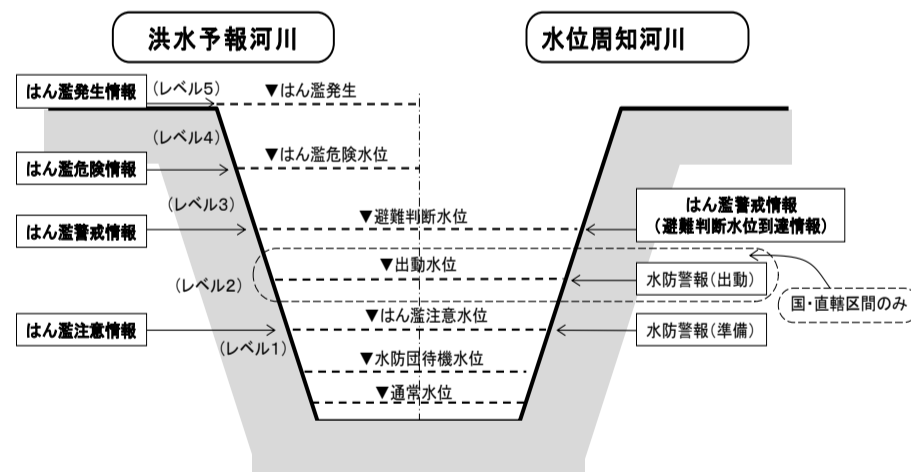 洪水予報河川
水位周知河川
はん濫発生情報
(レベル5)
▼はん濫発生
(レベル4)
はん濫危険情報
▼はん濫危険水位
(レベル3)
はん濫警戒情報
▼避難判断水位
はん濫警戒情報
(避難判断水位到達情報)
(レベル2)
▼出動水位
水防警報(出動)
国・直轄区間のみ
はん濫注意情報
(レベル1)
▼はん濫注意水位
水防警報(準備)
▼水防団待機水位
▼通常水位